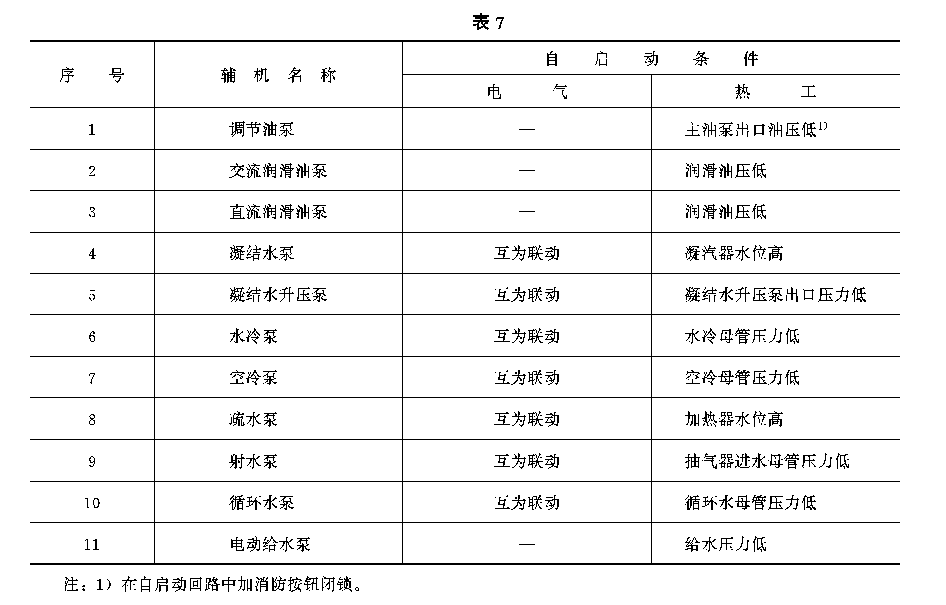 表7
自启动条件
序号 辅机名称
电气 热工
1 调节油泵 — 主油泵出口油压低1)
2 交流润滑油泵 — 润滑油压低
3 直流润滑油泵 — 润滑油压低
4 凝结水泵 互为联动 凝汽器水位高
5 凝结水升压泵 互为联动 凝结水升压泵出口压力低
6 水冷泵 互为联动 水冷母管压力低
7 空冷泵 互为联动 空冷母管压力低
8 疏水泵 互为联动 加热器水位高
9 射水泵 互为联动 抽气器进水母管压力低
10 循环水泵 互为联动 循环水母管压力低
11 电动给水泵 — 给水压力低
注：1）在自启动回路中加消防按钮闭锁。